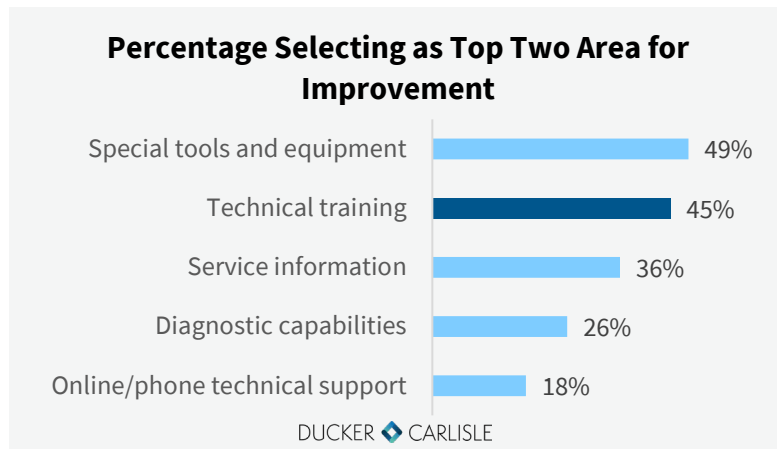 Percentage Selecting as Top Two Area for
Improvement
Special tools and equipment 49%
Technical training 45%
Service information 36%
Diagnostic capabilities 26%
Online/phone technical support 18%
DUCKER CARLISLE